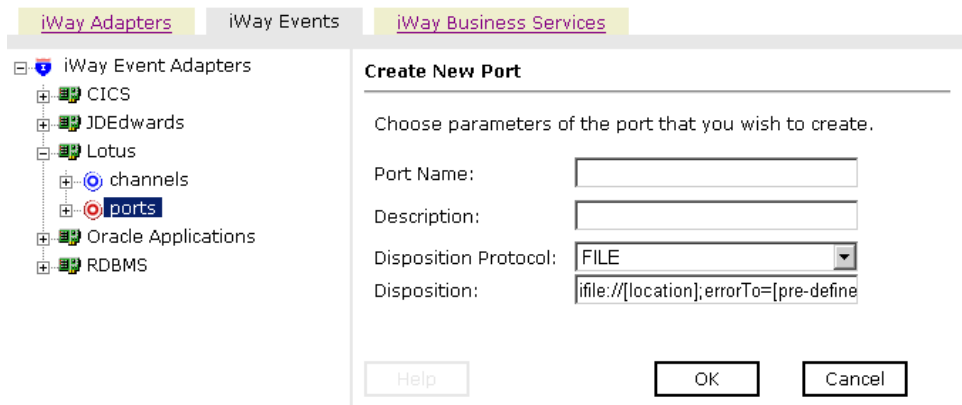 iWay Adapters
iWay Events
iWay Business Services
iWay Event Adapters
CICS
JDEdwards
Lotus
channels
ports
Oracle Applications
RDBMS
Create New Port
Choose parameters of the port that you wish to create.
Port Name:
Description:
Disposition Protocol: FILE
Disposition: ifile://[location];errorTo=[pre-define
Help
OK
Cancel